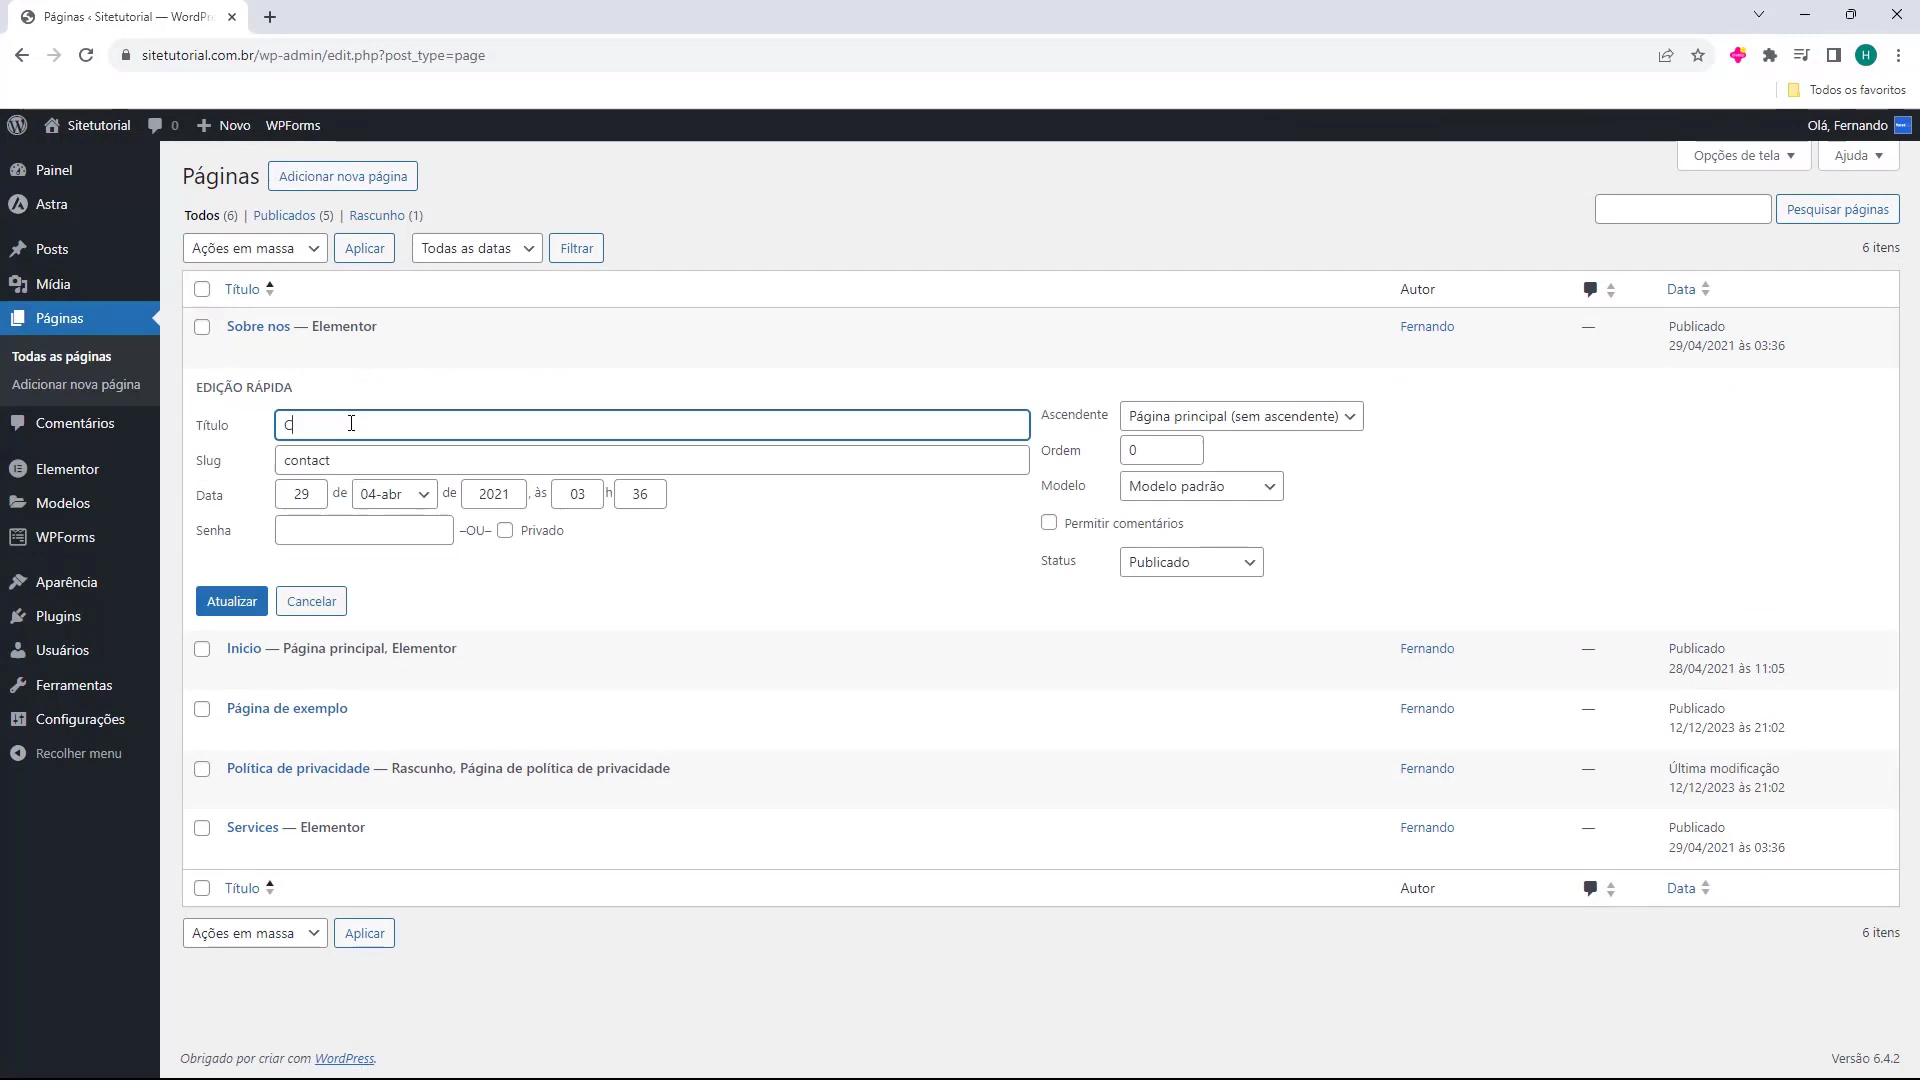 Páginas ‹ Sitetutorial — WordPr
sitetutorial.com.br/wp-admin/edit.php?post_type=page
H
Todos os favoritos
Sitetutorial 0 Novo WPForms
Olá, Fernando
Painel
Astra
Posts
Mídia
Páginas
Todas as páginas
Adicionar nova página
Comentários
Elementor
Modelos
WPForms
Aparência
Plugins
Usuários
Ferramentas
Configurações
Recolher menu
Opções de tela
Ajuda
Páginas
Adicionar nova página
Todos (6) | Publicados (5) | Rascunho (1)
Pesquisar páginas
Ações em massa Aplicar Todas as datas Filtrar
6 itens
Título Autor Data
Sobre nos — Elementor Fernando — Publicado
29/04/2021 às 03:36
EDIÇÃO RÁPIDA
Título C
Slug contact
Data 29 de 04-abr de 2021 , às 03 h 36
Senha –OU– Privado
Ascendente Página principal (sem ascendente)
Ordem 0
Modelo Modelo padrão
Permitir comentários
Status Publicado
Atualizar Cancelar
Inicio — Página principal, Elementor Fernando — Publicado
28/04/2021 às 11:05
Página de exemplo Fernando — Publicado
12/12/2023 às 21:02
Política de privacidade — Rascunho, Página de política de privacidade Fernando — Última modificação
12/12/2023 às 21:02
Services — Elementor Fernando — Publicado
29/04/2021 às 03:36
Título Autor Data
Ações em massa Aplicar
6 itens
Obrigado por criar com WordPress.
Versão 6.4.2